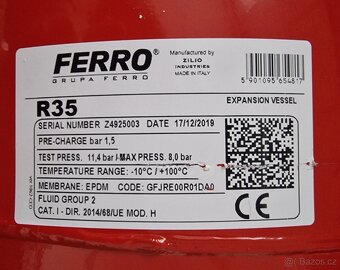 FERRO®
GRUPA FERRO
Manufactured by
ZILIO
INDUSTRIES
MADE IN ITALY
5 901095 654817
R35
EXPANSION VESSEL
SERIAL NUMBER Z4925003 DATE 17/12/2019
PRE-CHARGE bar 1,5
TEST PRESS. 11,4 bar/MAX PRESS. 8,0 bar
TEMPERATURE RANGE: -10°C / +100°C
MEMBRANE: EPDM CODE: GFJRE00R01DA0
FLUID GROUP 2
CAT. I - DIR. 2014/68/UE MOD. H
CE
© Bazos.cz